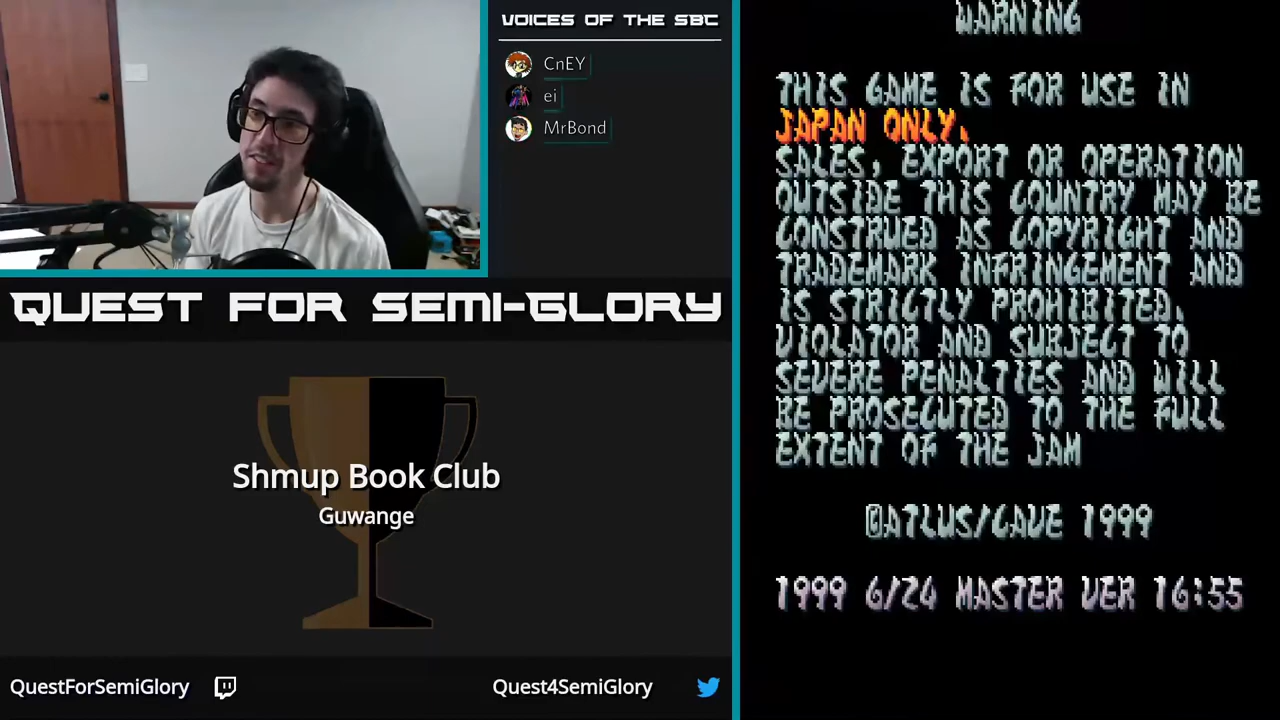 VOICES OF THE SBC
CnEY
ei
MrBond
QUEST FOR SEMI-GLORY
Shmup Book Club
Guwange
QuestForSemiGlory
Quest4SemiGlory
WARNING
THIS GAME IS FOR USE IN
JAPAN ONLY.
SALES, EXPORT OR OPERATION
OUTSIDE THIS COUNTRY MAY BE
CONSTRUED AS COPYRIGHT AND
TRADEMARK INFRINGEMENT AND
IS STRICTLY PROHIBITED.
VIOLATOR AND SUBJECT TO
SEVERE PENALTIES AND WILL
BE PROSECUTED TO THE FULL
EXTENT OF THE JAM
©ATLUS/CAVE 1999
1999 6/24 MASTER VER 16:55